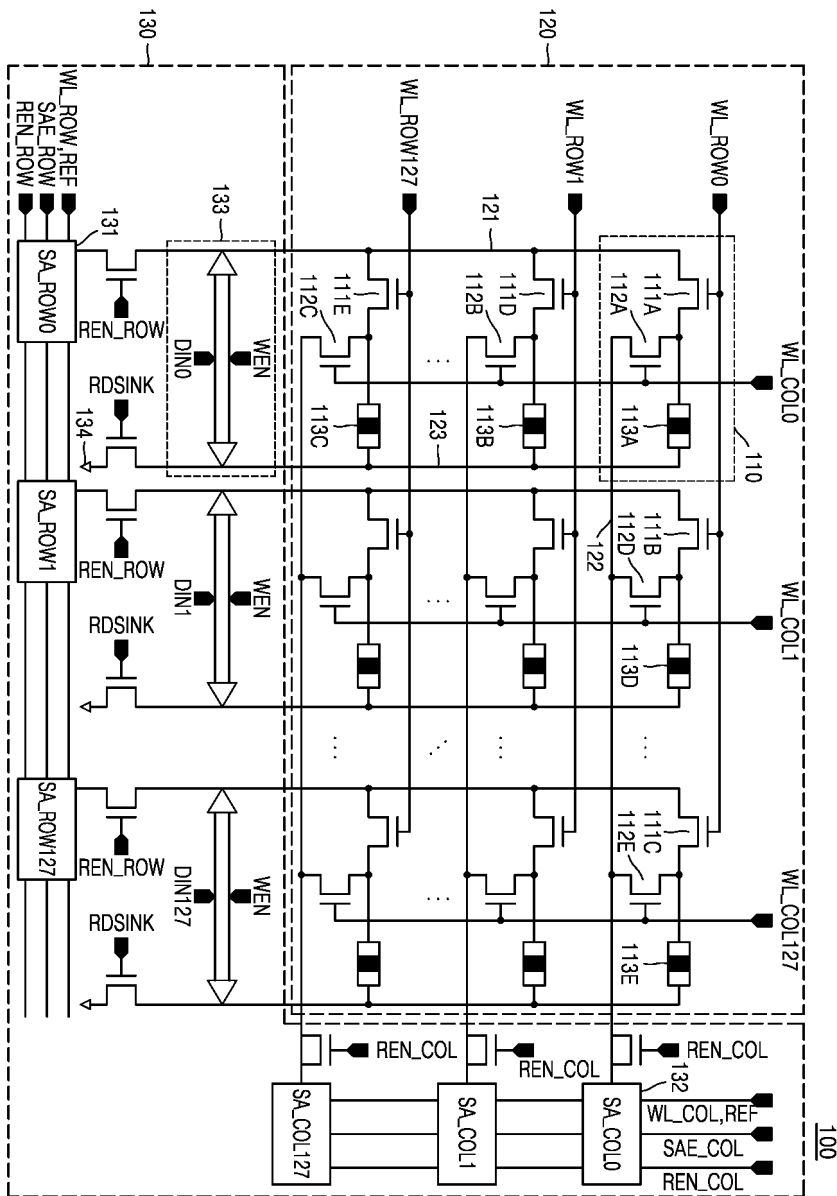 100
120
130
WL_ROW0
WL_ROW1
WL_ROW127
WL_COL0
WL_COL1
WL_COL127
110
111A
112A
113A
111B
112D
113D
122
111C
112E
113E
121
111D
112B
113B
123
111E
112C
113C
...
...
...
...
...
...
...
...
133
WEN
DIN0
WEN
DIN1
WEN
DIN127
REN_ROW
RDSINK
134
REN_ROW
RDSINK
REN_ROW
RDSINK
131
WL_ROW,REF
SAE_ROW
REN_ROW
SA_ROW0
SA_ROW1
SA_ROW127
REN_COL
REN_COL
REN_COL
132
SA_COL0
SA_COL1
SA_COL127
WL_COL,REF
SAE_COL
REN_COL